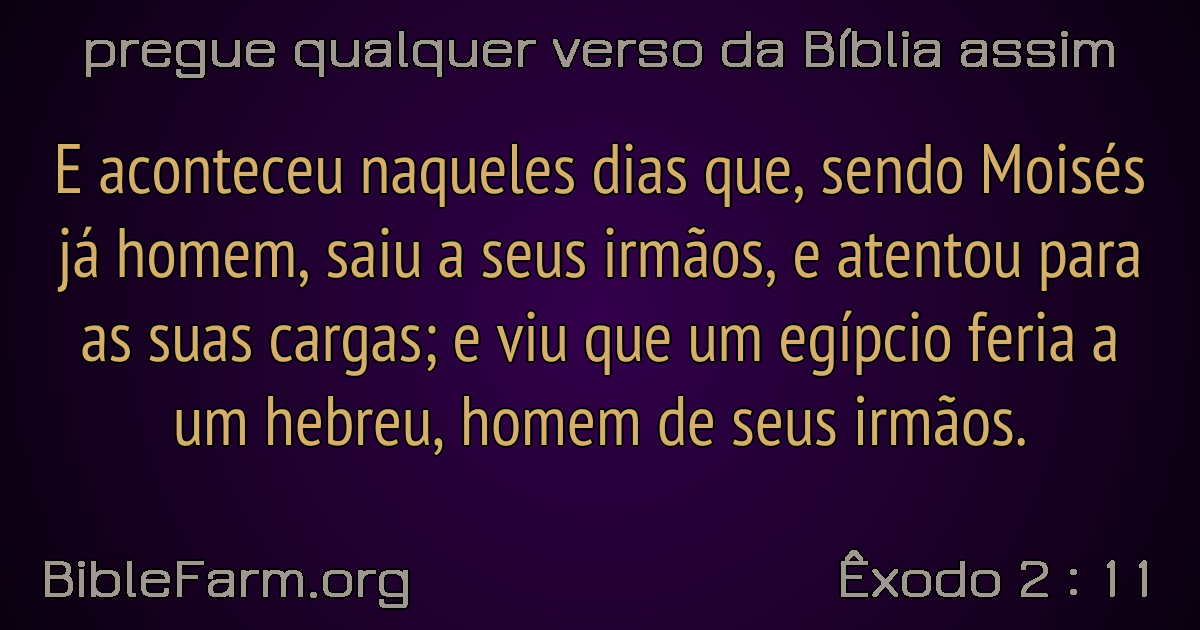 pregue qualquer verso da Bíblia assim
E aconteceu naqueles dias que, sendo Moisés
já homem, saiu a seus irmãos, e atentou para
as suas cargas; e viu que um egípcio feria a
um hebreu, homem de seus irmãos.
BibleFarm.org
Êxodo 2 : 11